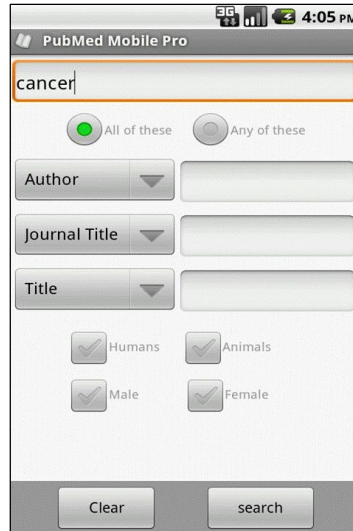 3G 4:05 PM
PubMed Mobile Pro
cancer
All of these Any of these
Author
Journal Title
Title
Humans Animals
Male Female
Clear search